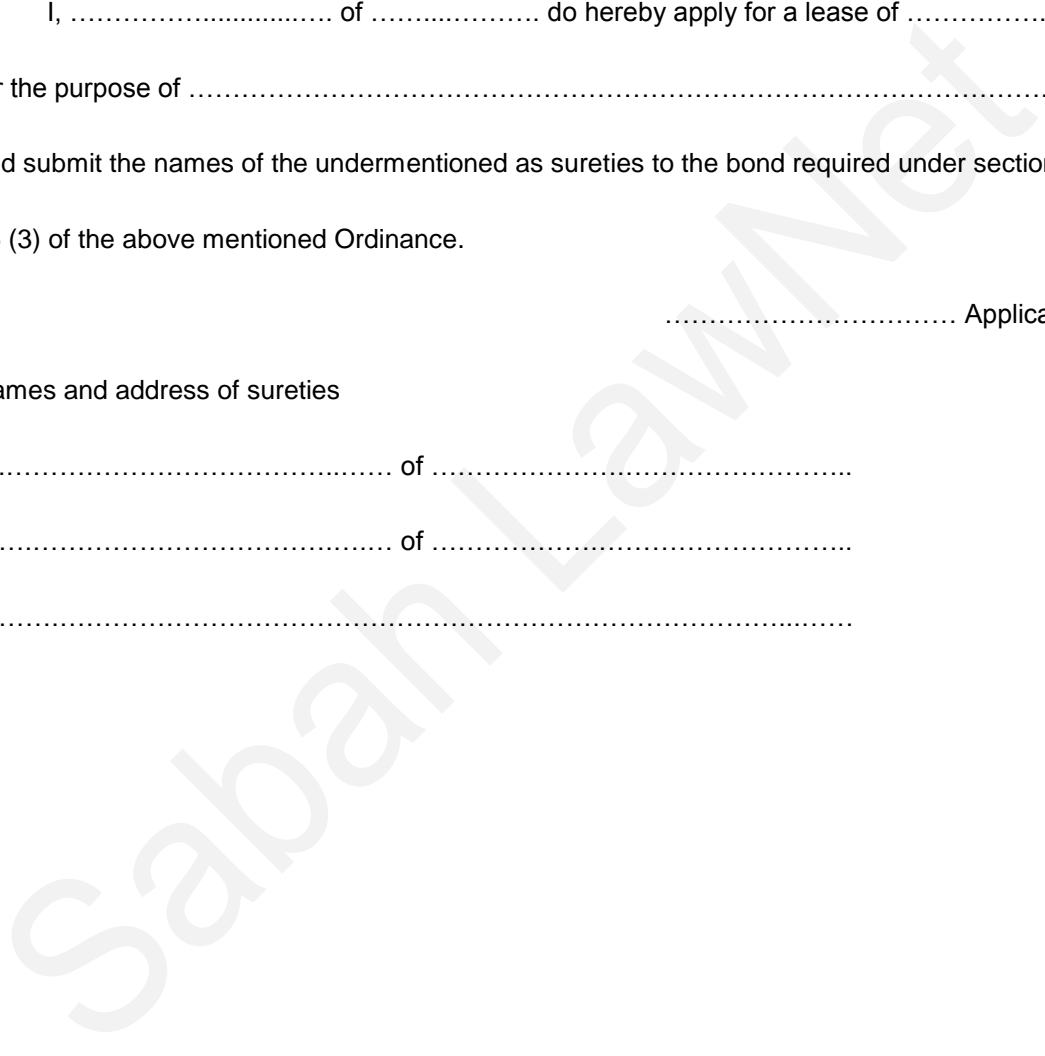 I, …………….............…. of ……...………. do hereby apply for a lease of ……………..
r the purpose of ……………………………………………………………………………………………….
d submit the names of the undermentioned as sureties to the bond required under section
(3) of the above mentioned Ordinance.
…………………………… Applica
ames and address of sureties
………………………………….…… of ………………………………………..
………………………………….…… of ………………………………………..
………………………………………………………………………………...……
Sabah LawNet